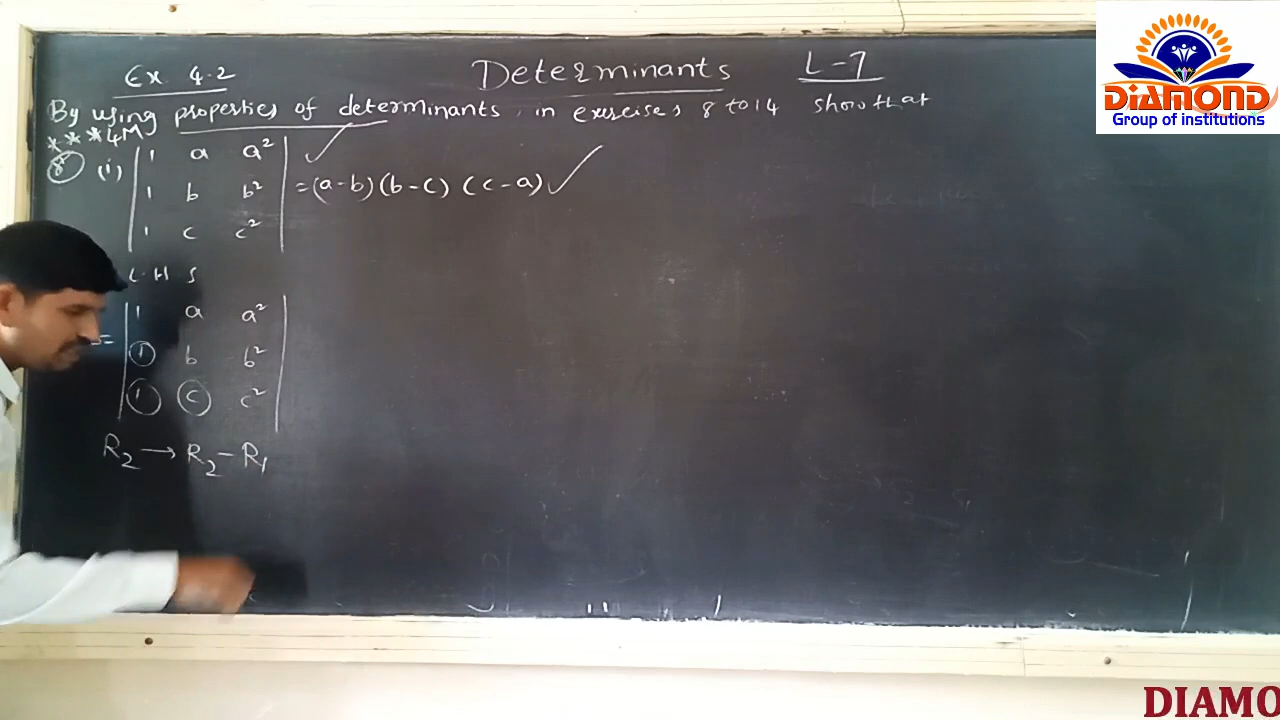 Ex 4.2
Determinants L-7
By using properties of determinants, in exercises 8 to 14 show that
***4M
8 (i) | 1 a a² |
| 1 b b² | = (a-b)(b-c) (c-a)
| 1 c c² |
L.H S
| 1 a a² |
= | 1 b b² |
| 1 c c² |
R₂ → R₂ - R₁
DIAMOND
Group of institutions
DIAMO